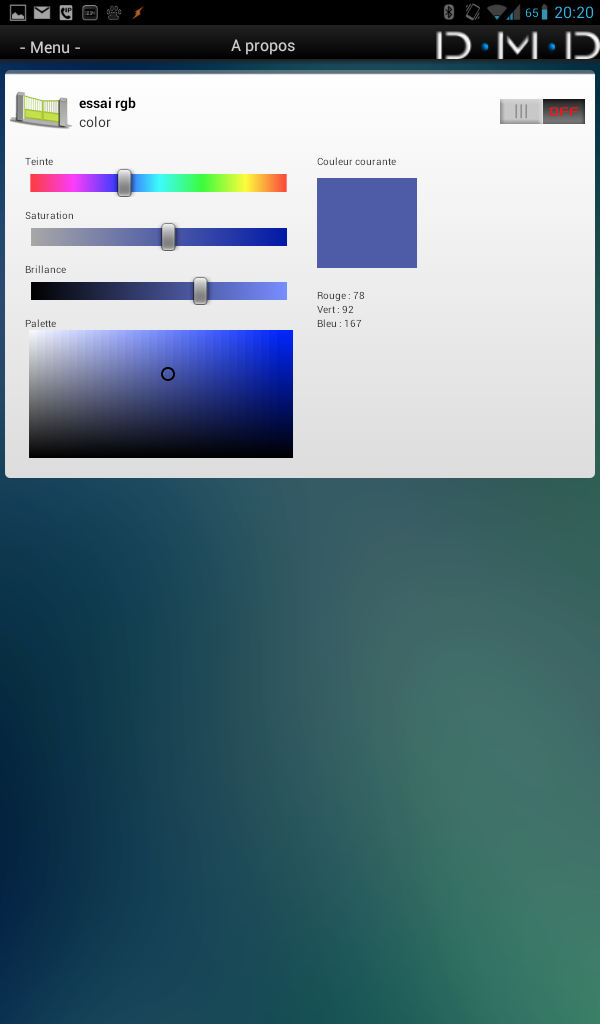 65 20:20
- Menu -
A propos
D•M•D
essai rgb
color
OFF
Teinte
Couleur courante
Saturation
Brillance
Rouge : 78
Vert : 92
Bleu : 167
Palette